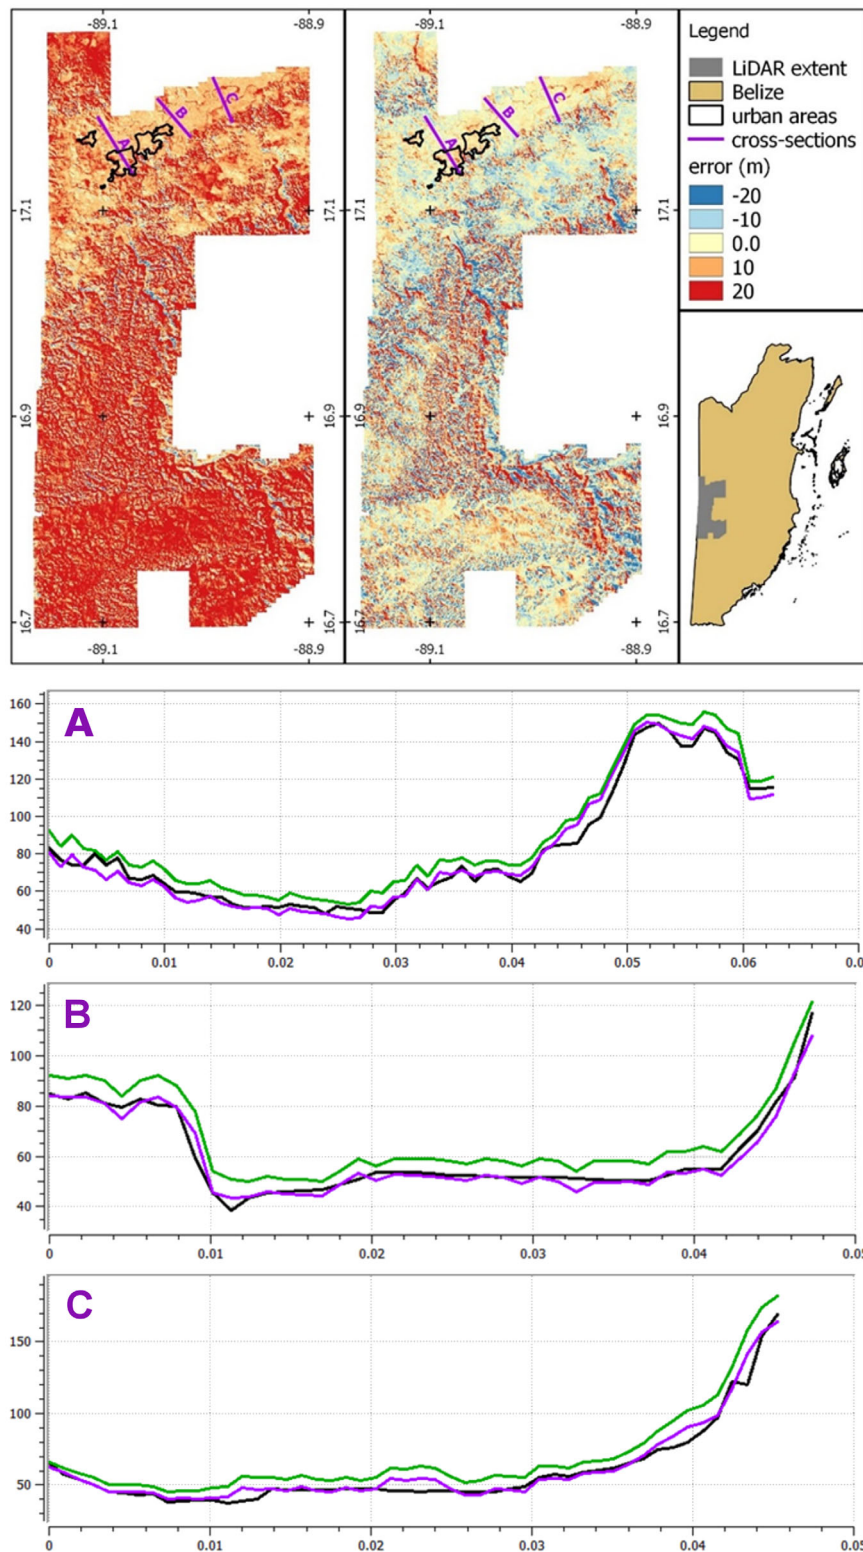 -89.1 -88.9 -89.1 -88.9
Legend
LiDAR extent
Belize
urban areas
cross-sections
error (m)
-20
-10
0.0
10
20
A B C
A B C
17.1 17.1 17.1
16.9 16.9 16.9
16.7 16.7 16.7
-89.1 -88.9 -89.1 -88.9
A
160
140
120
100
80
60
40
0 0.01 0.02 0.03 0.04 0.05 0.06
B
120
100
80
60
40
0 0.01 0.02 0.03 0.04
C
150
100
50
0 0.01 0.02 0.03 0.04